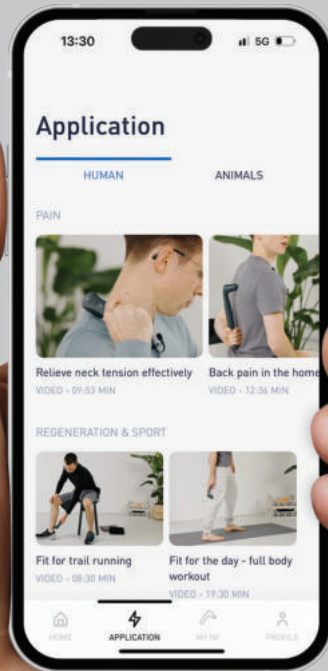 13:30
5G
Application
HUMAN
ANIMALS
PAIN
Relieve neck tension effectively
VIDEO - 09:53 MIN
Back pain in the home
VIDEO - 12:36 MIN
REGENERATION & SPORT
Fit for trail running
VIDEO - 08:30 MIN
Fit for the day - full body
workout
VIDEO - 19:30 MIN
HOME
APPLICATION
MY NF
PROFILE